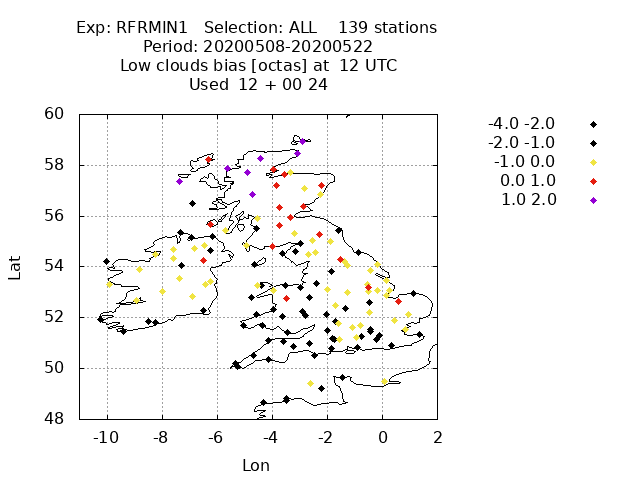 Exp: RFRMIN1 Selection: ALL 139 stations
Period: 20200508-20200522
Low clouds bias [octas] at 12 UTC
Used 12 + 00 24
60
58
56
54
52
50
48
-10 -8 -6 -4 -2 0 2
Lat
Lon
-4.0 -2.0
-2.0 -1.0
-1.0 0.0
0.0 1.0
1.0 2.0